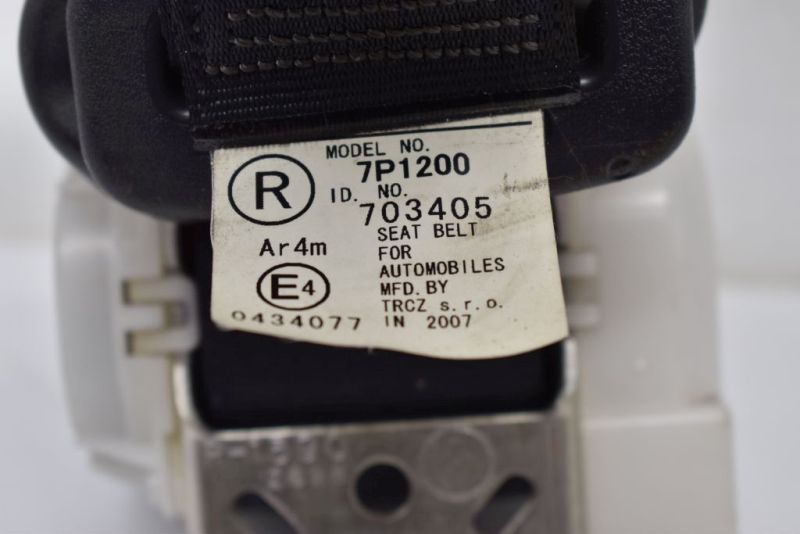 MODEL NO.
7P1200
R
ID. NO.
703405
Ar4m
SEAT BELT
FOR
AUTOMOBILES
E4
MFD. BY
TRCZ s.r.o.
0434077 IN 2007